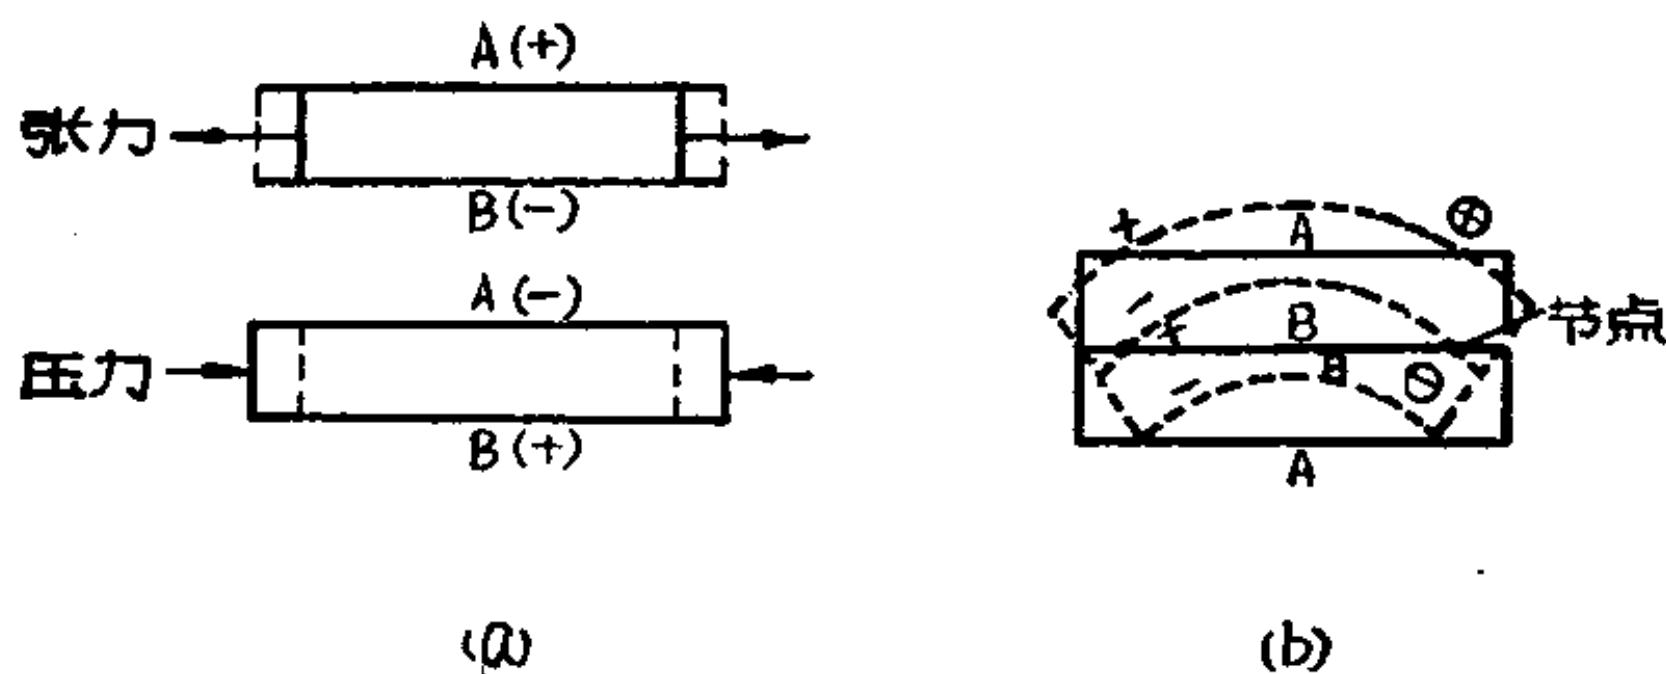 A(+)
张力
B(-)
A(-)
压力
B(+)
(a)
+ A ⊕
- B 节点
+
- B ⊖
A
(b)